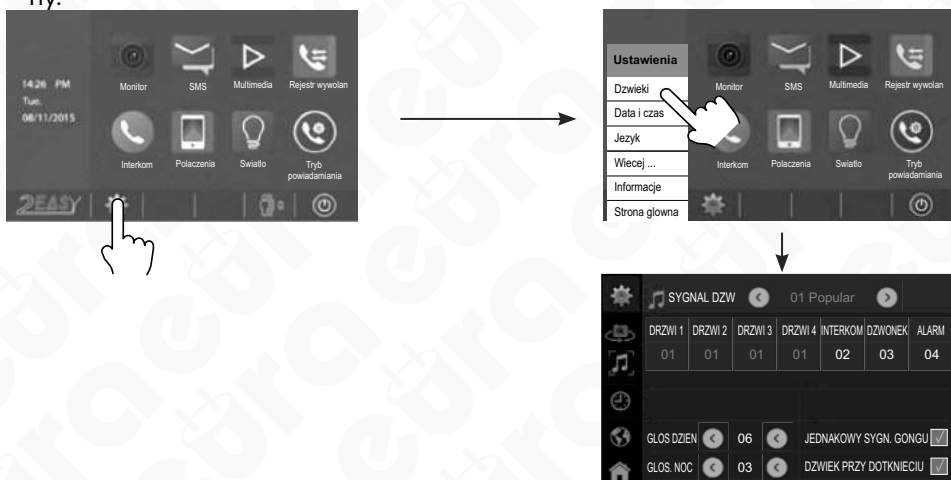 14:26 PM
Tue.
08/11/2015
Monitor
SMS
Multimedia
Rejestr wywolan
Interkom
Polaczenia
Swiatlo
Tryb
powiadamiania
2EASY
Ustawienia
Dzwieki
Data i czas
Jezyk
Wiecej ...
Informacje
Strona glowna
Monitor
SMS
Multimedia
Rejestr wywolan
Interkom
Polaczenia
Swiatlo
Tryb
powiadamiania
SYGNAL DZW 01 Popular
DRZWI 1 DRZWI 2 DRZWI 3 DRZWI 4 INTERKOM DZWONEK ALARM
01 01 01 01 02 03 04
GLOS DZIEN 06 JEDNAKOWY SYGN. GONGU
GLOS. NOC 03 DZWIEK PRZY DOTKNIECIU
eura